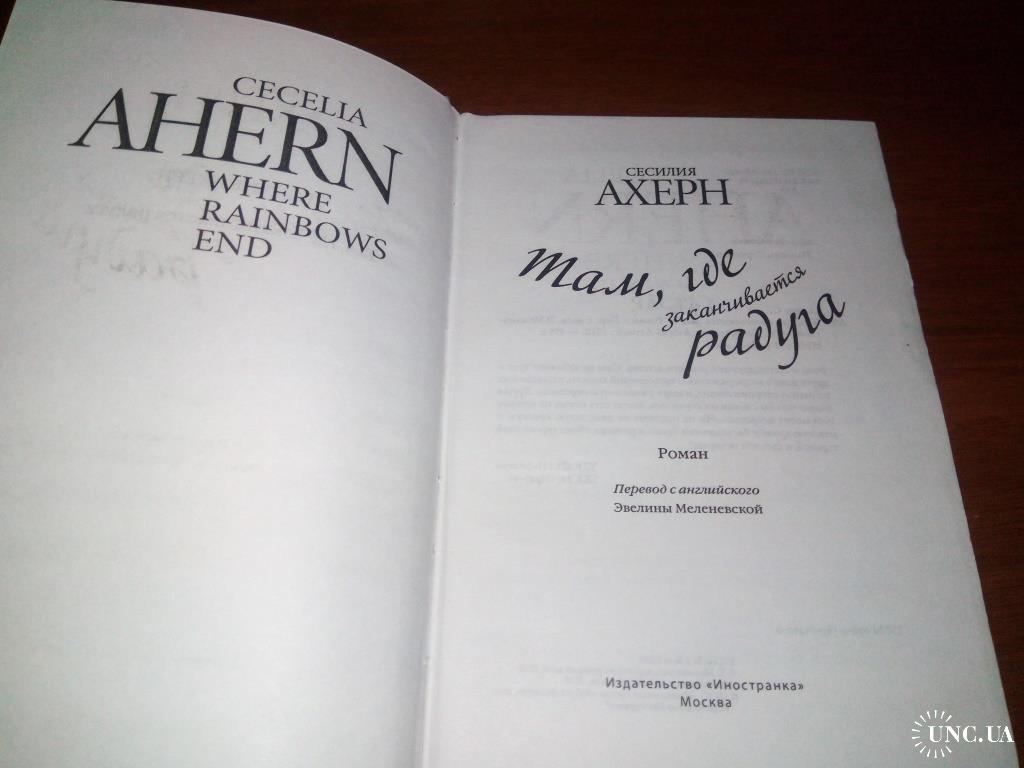 CECELIA
AHERN
WHERE
RAINBOWS
END
СЕСИЛИЯ
АХЕРН
Там, где
заканчивается
радуга
Роман
Перевод с английского
Эвелины Меленевской
Издательство «Иностранка»
Москва
UNC.UA